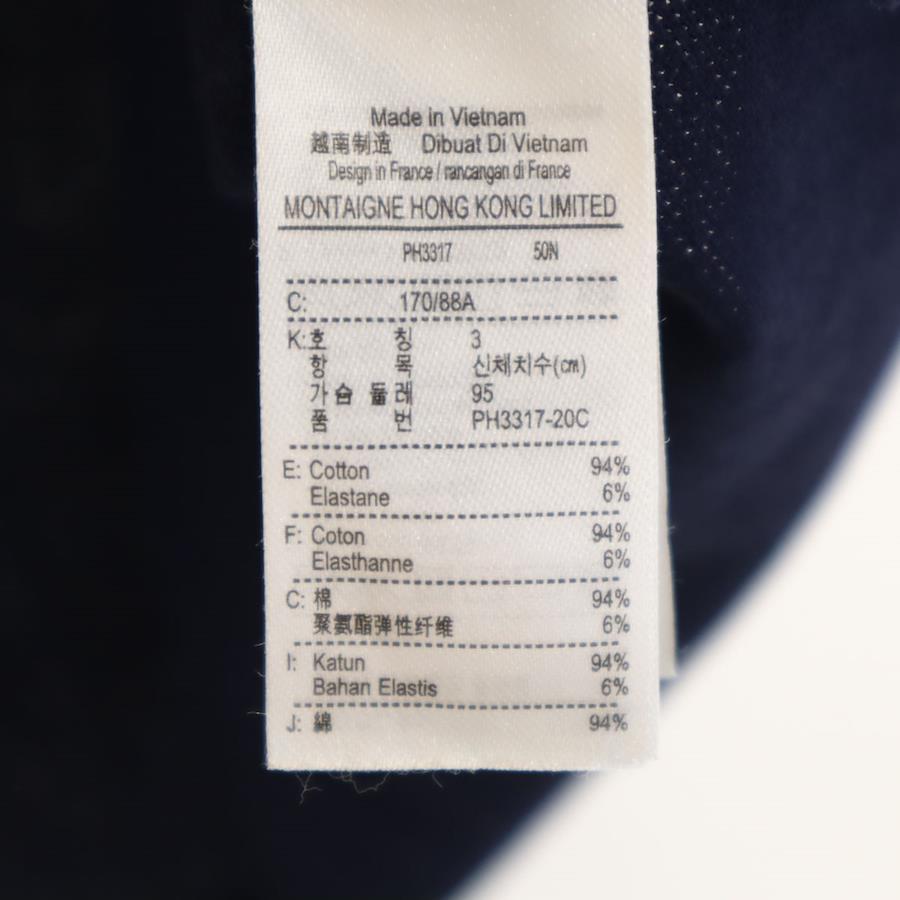 Made in Vietnam
越南制造 Dibuat Di Vietnam
Design in France / rancangan di France
MONTAIGNE HONG KONG LIMITED
PH3317 50N
C: 170/88A
K: 호 칭 3
항 목 신체치수(㎝)
가슴 둘레 95
품 번 PH3317-20C
E: Cotton 94%
Elastane 6%
F: Coton 94%
Elasthanne 6%
C: 棉 94%
聚氨酯弹性纤维 6%
I: Katun 94%
Bahan Elastis 6%
J: 綿 94%